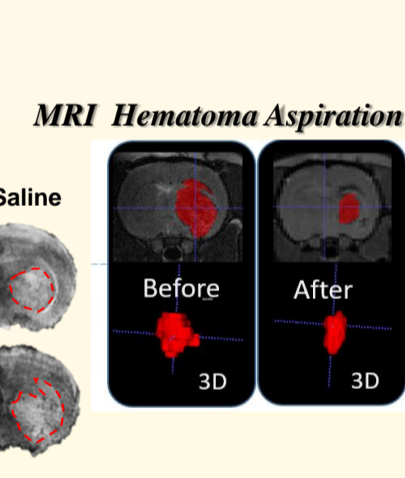 MRI Hematoma Aspiration
Saline
Before
After
3D
3D